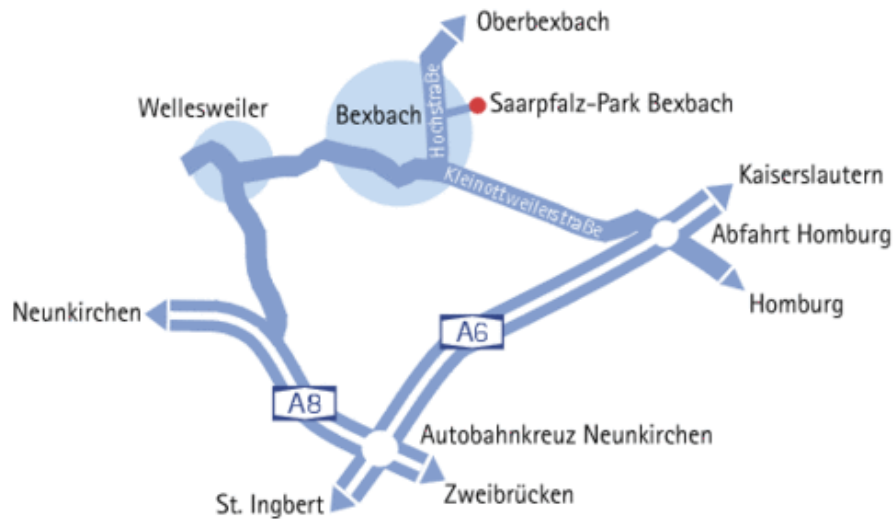 Oberbexbach
Wellesweiler
Bexbach
Hochstraße
Saarpfalz-Park Bexbach
Kleinottweilerstraße
Kaiserslautern
Abfahrt Homburg
Homburg
Neunkirchen
A6
A8
Autobahnkreuz Neunkirchen
St. Ingbert
Zweibrücken